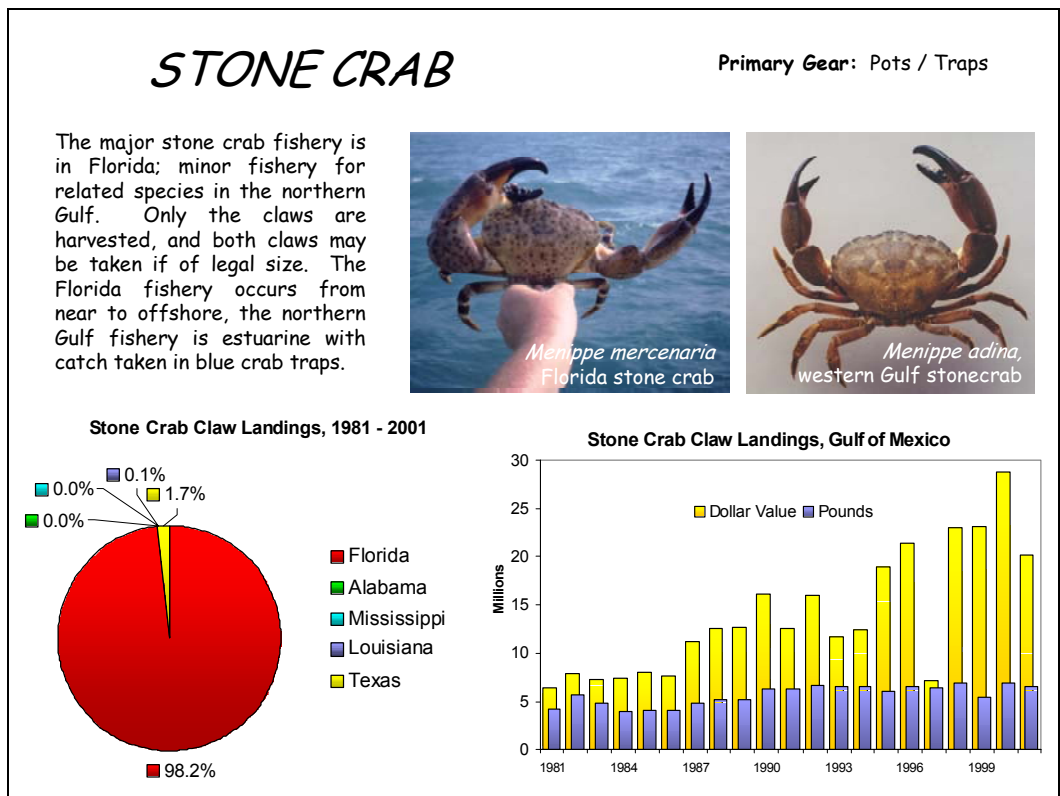 STONE CRAB
Primary Gear: Pots / Traps
The major stone crab fishery is
in Florida; minor fishery for
related species in the northern
Gulf. Only the claws are
harvested, and both claws may
be taken if of legal size. The
Florida fishery occurs from
near to offshore, the northern
Gulf fishery is estuarine with
catch taken in blue crab traps.
Menippe mercenaria
Florida stone crab
Menippe adina,
western Gulf stonecrab
Stone Crab Claw Landings, 1981 - 2001
0.1%
0.0%
1.7%
0.0%
Florida
Alabama
Mississippi
Louisiana
Texas
98.2%
Stone Crab Claw Landings, Gulf of Mexico
30
25
20
15
10
5
0
Millions
Dollar Value
Pounds
1981
1984
1987
1990
1993
1996
1999